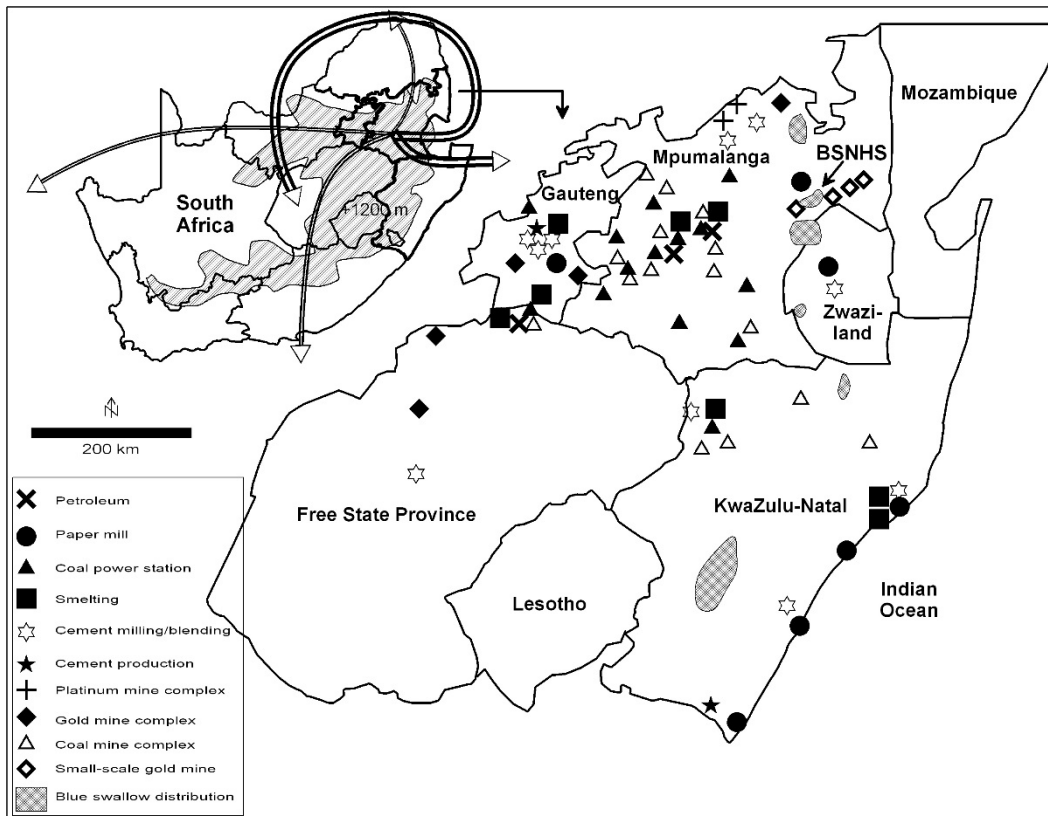 Mozambique
BSNHS
Mpumalanga
Gauteng
South
Africa
+1200 m
Zwazi-
land
N
200 km
Petroleum
Paper mill
Coal power station
Smelting
Cement milling/blending
Cement production
Platinum mine complex
Gold mine complex
Coal mine complex
Small-scale gold mine
Blue swallow distribution
Free State Province
KwaZulu-Natal
Lesotho
Indian
Ocean